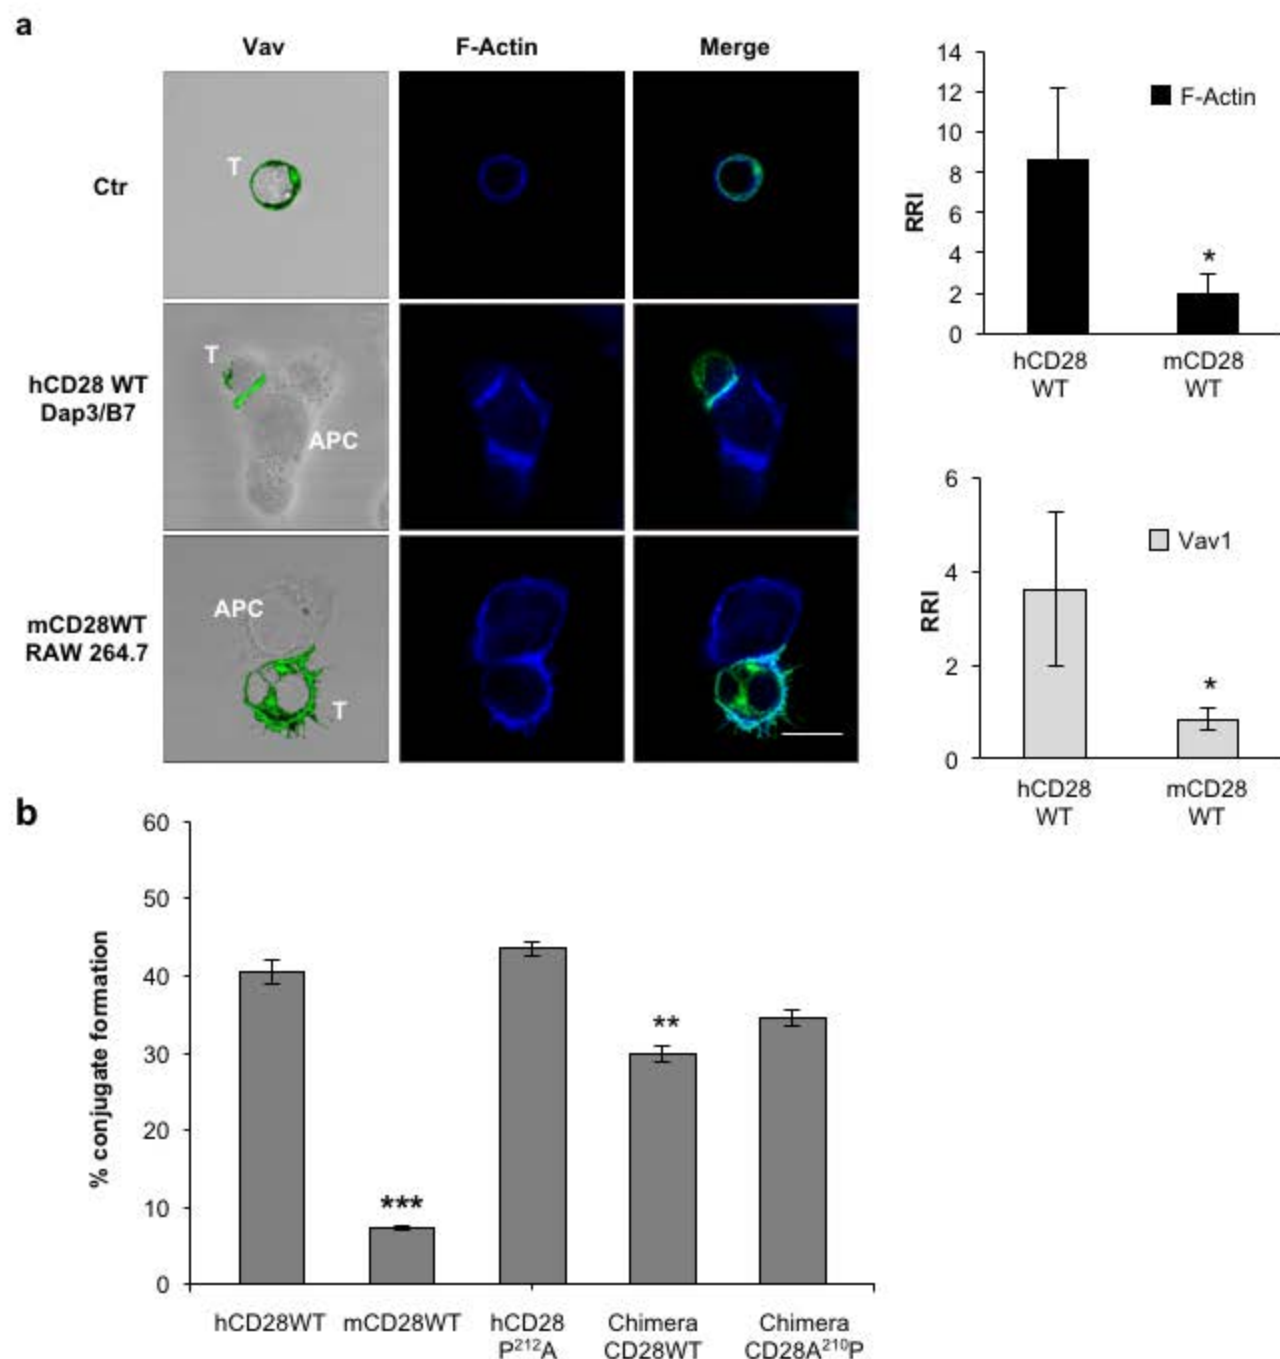 a
Vav
F-Actin
Merge
Ctr
T
hCD28 WT
Dap3/B7
T
APC
mCD28WT
RAW 264.7
APC
T
14
12
10
8
6
4
2
0
RRI
F-Actin
*
hCD28
WT
mCD28
WT
6
4
2
0
RRI
Vav1
*
hCD28
WT
mCD28
WT
b
60
50
40
30
20
10
0
% conjugate formation
***
**
hCD28WT
mCD28WT
hCD28
P²¹²A
Chimera
CD28WT
Chimera
CD28A²¹⁰P